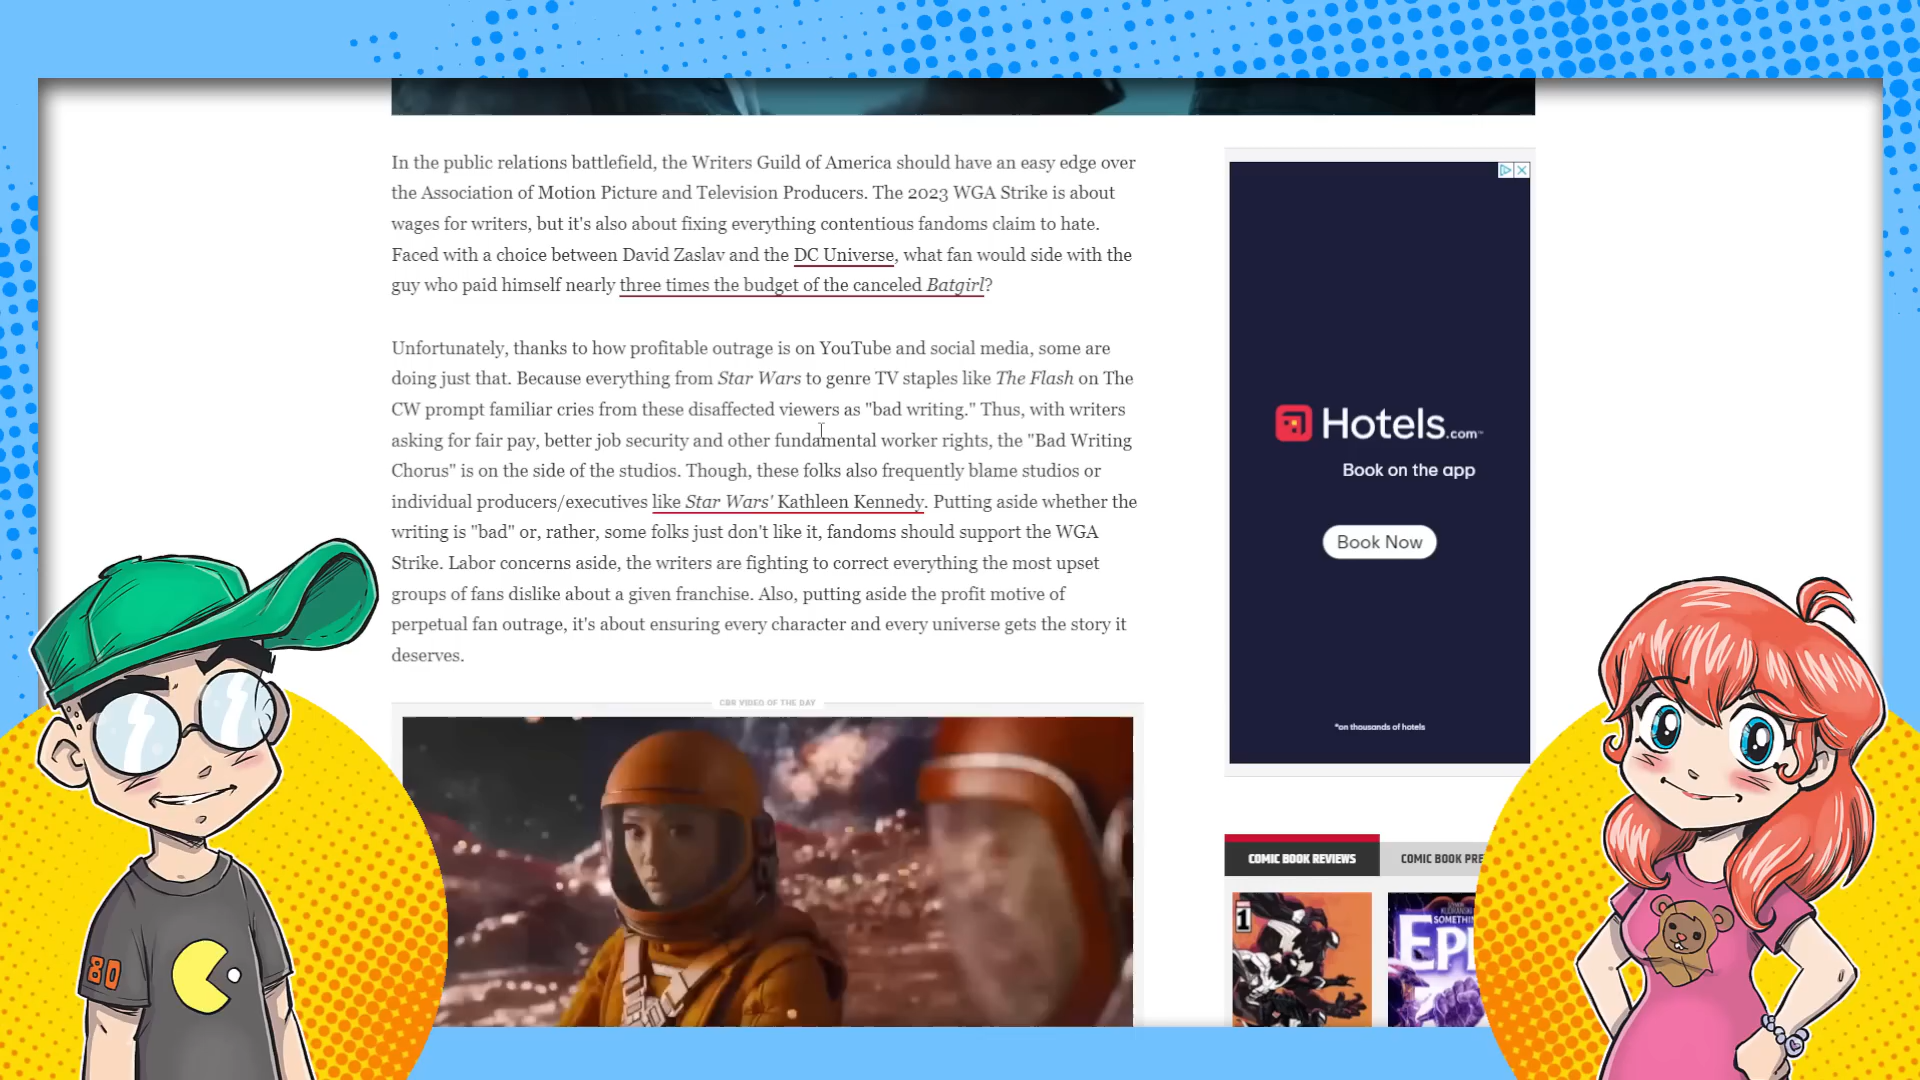 In the public relations battlefield, the Writers Guild of America should have an easy edge over
the Association of Motion Picture and Television Producers. The 2023 WGA Strike is about
wages for writers, but it's also about fixing everything contentious fandoms claim to hate.
Faced with a choice between David Zaslav and the DC Universe, what fan would side with the
guy who paid himself nearly three times the budget of the canceled Batgirl?
Unfortunately, thanks to how profitable outrage is on YouTube and social media, some are
doing just that. Because everything from Star Wars to genre TV staples like The Flash on The
CW prompt familiar cries from these disaffected viewers as "bad writing." Thus, with writers
asking for fair pay, better job security and other fundamental worker rights, the "Bad Writing
Chorus" is on the side of the studios. Though, these folks also frequently blame studios or
individual producers/executives like Star Wars' Kathleen Kennedy. Putting aside whether the
writing is "bad" or, rather, some folks just don't like it, fandoms should support the WGA
Strike. Labor concerns aside, the writers are fighting to correct everything the most upset
groups of fans dislike about a given franchise. Also, putting aside the profit motive of
perpetual fan outrage, it's about ensuring every character and every universe gets the story it
deserves.
CBR VIDEO OF THE DAY
Hotels.com
Book on the app
Book Now
*on thousands of hotels
COMIC BOOK REVIEWS
COMIC BOOK PRE
1
SOMETHIN
EPI
80